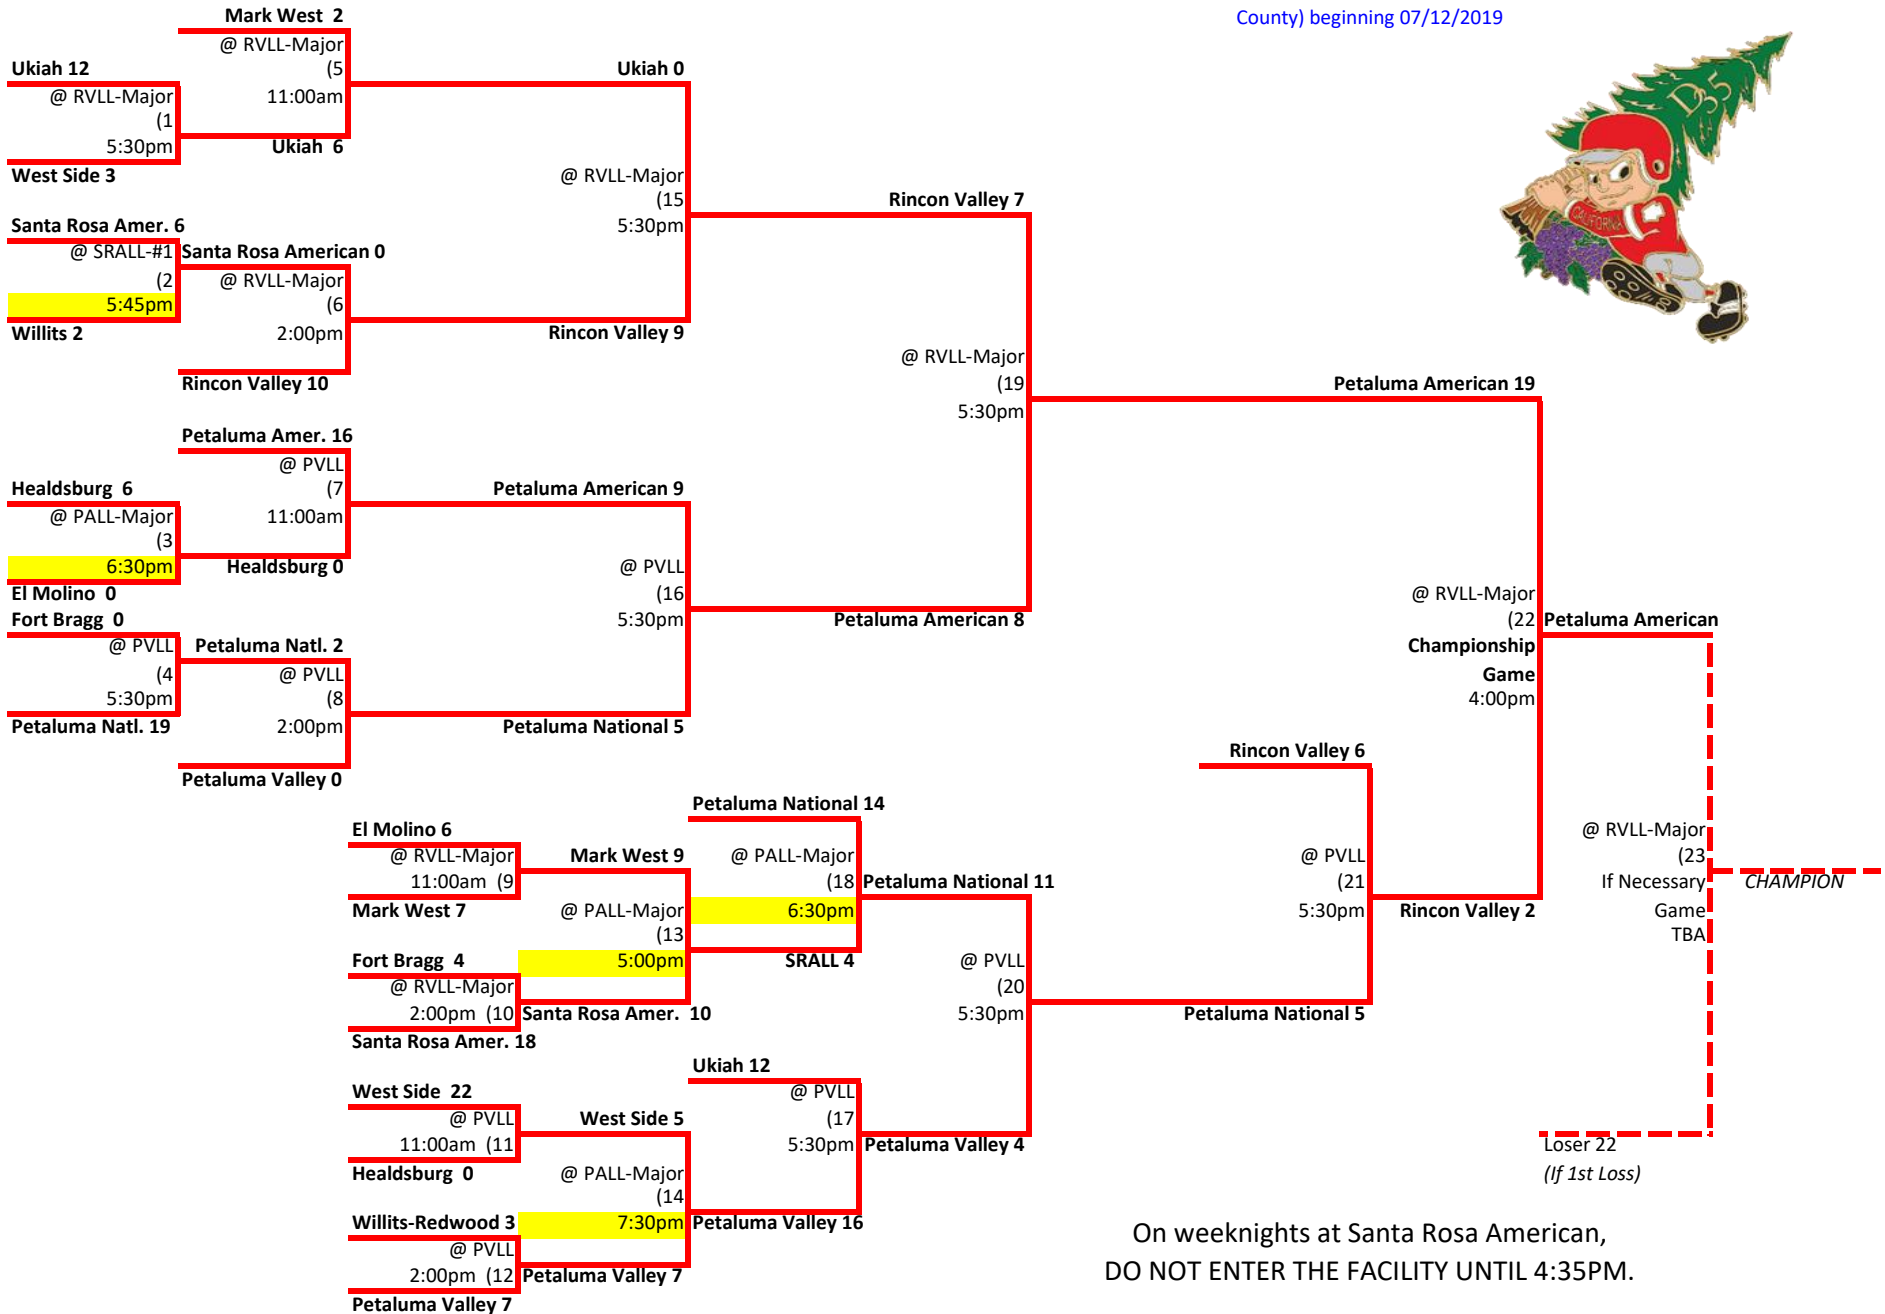 County) beginning 07/12/2019
D35
CALIFORNIA
Mark West 2
@ RVLL-Major
(5
11:00am
Ukiah 6
Ukiah 12
@ RVLL-Major
(1
5:30pm
West Side 3
Ukiah 0
@ RVLL-Major
(15
5:30pm
Rincon Valley 9
Santa Rosa Amer. 6
@ SRALL-#1
(2
5:45pm
Willits 2
Santa Rosa American 0
@ RVLL-Major
(6
2:00pm
Rincon Valley 10
Rincon Valley 7
@ RVLL-Major
(19
5:30pm
Petaluma American 8
Petaluma Amer. 16
@ PVLL
(7
11:00am
Healdsburg 0
Healdsburg 6
@ PALL-Major
(3
6:30pm
El Molino 0
Petaluma American 9
@ PVLL
(16
5:30pm
Petaluma National 5
Fort Bragg 0
@ PVLL
(4
5:30pm
Petaluma Natl. 19
Petaluma Natl. 2
@ PVLL
(8
2:00pm
Petaluma Valley 0
Petaluma American 19
@ RVLL-Major
(22
Championship
Game
4:00pm
Rincon Valley 2
Petaluma American
@ RVLL-Major
(23
If Necessary
Game
TBA
CHAMPION
Loser 22
(If 1st Loss)
Rincon Valley 6
@ PVLL
(21
5:30pm
Petaluma National 5
Petaluma National 14
@ PALL-Major
(18
6:30pm
SRALL 4
Petaluma National 11
@ PVLL
(20
5:30pm
Petaluma Valley 4
El Molino 6
@ RVLL-Major
11:00am (9
Mark West 7
Mark West 9
@ PALL-Major
(13
5:00pm
Santa Rosa Amer. 10
Fort Bragg 4
@ RVLL-Major
2:00pm (10
Santa Rosa Amer. 18
Ukiah 12
@ PVLL
(17
5:30pm
Petaluma Valley 16
West Side 22
@ PVLL
11:00am (11
Healdsburg 0
West Side 5
@ PALL-Major
(14
7:30pm
Petaluma Valley 7
Willits-Redwood 3
@ PVLL
2:00pm (12
Petaluma Valley 7
On weeknights at Santa Rosa American,
DO NOT ENTER THE FACILITY UNTIL 4:35PM.